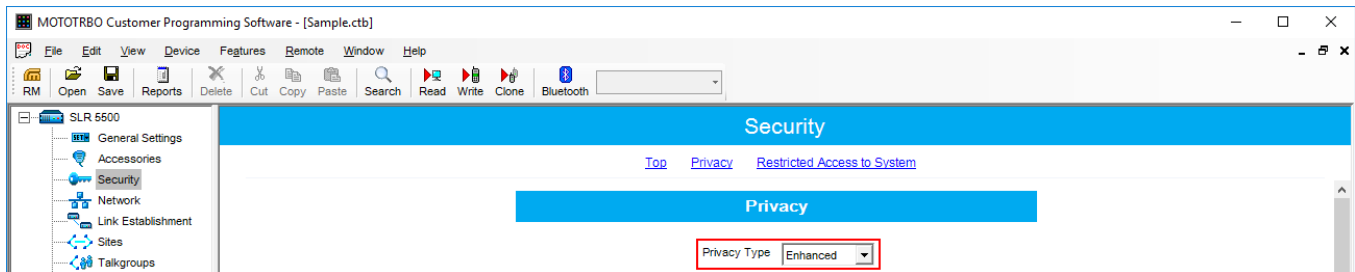 MOTOTRBO Customer Programming Software - [Sample.ctb]
File Edit View Device Features Remote Window Help
RM Open Save Reports Delete Cut Copy Paste Search Read Write Clone Bluetooth
SLR 5500
General Settings
Accessories
Security
Network
Link Establishment
Sites
Talkgroups
Security
Top Privacy Restricted Access to System
Privacy
Privacy Type Enhanced